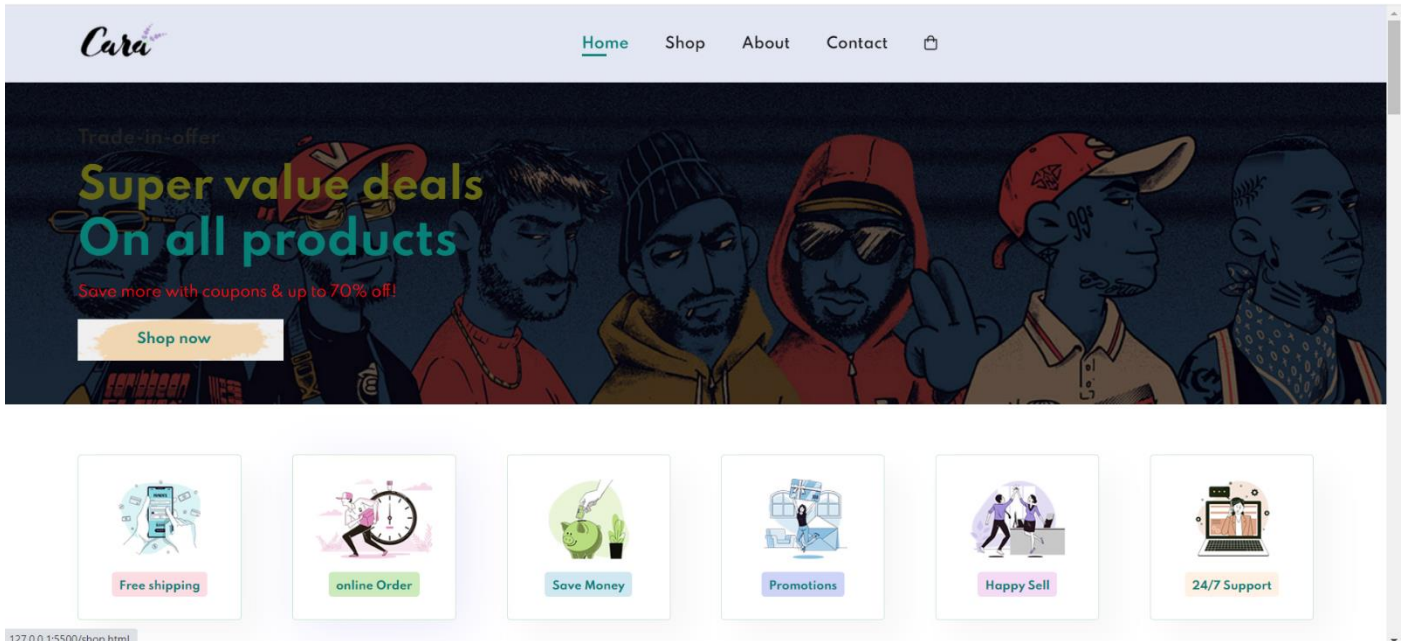 Cara
Home Shop About Contact
Trade-in-offer
Super value deals
On all products
Save more with coupons & up to 70% off!
Shop now
Free shipping
online Order
Save Money
Promotions
Happy Sell
24/7 Support
127.0.0.1:5500/shop.html